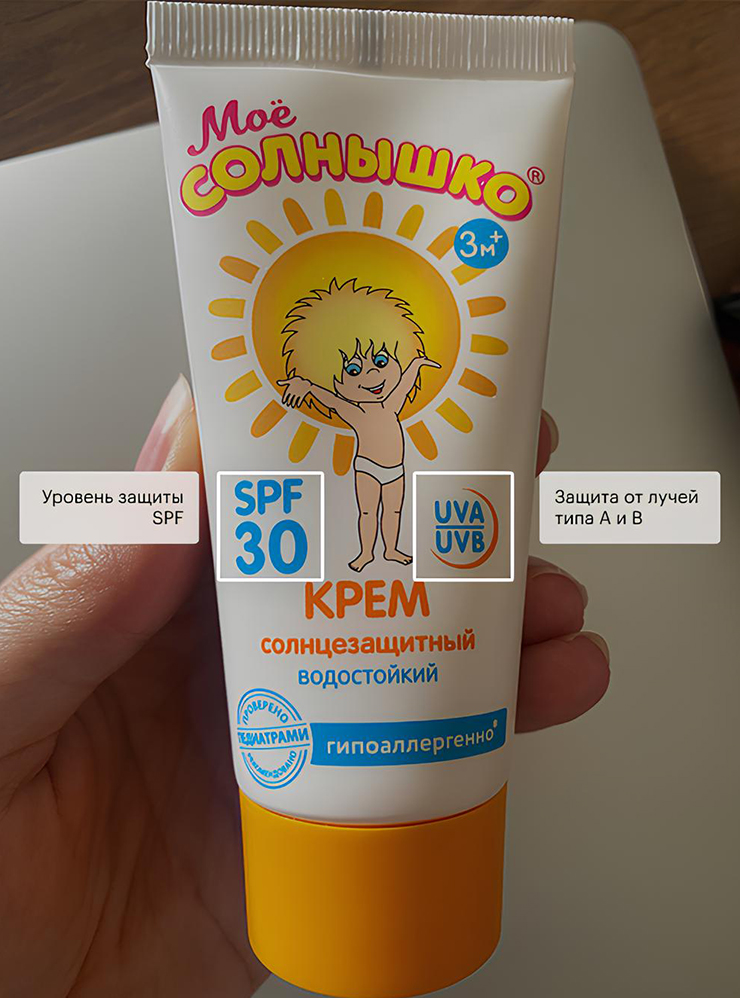 Моё
СОЛНЫШКО®
3м+
Уровень защиты
SPF
SPF
30
UVA
UVB
Защита от лучей
типа А и В
КРЕМ
солнцезащитный
водостойкий
ПРОВЕРЕНО
ПЕДИАТРАМИ
гипоаллергенно®